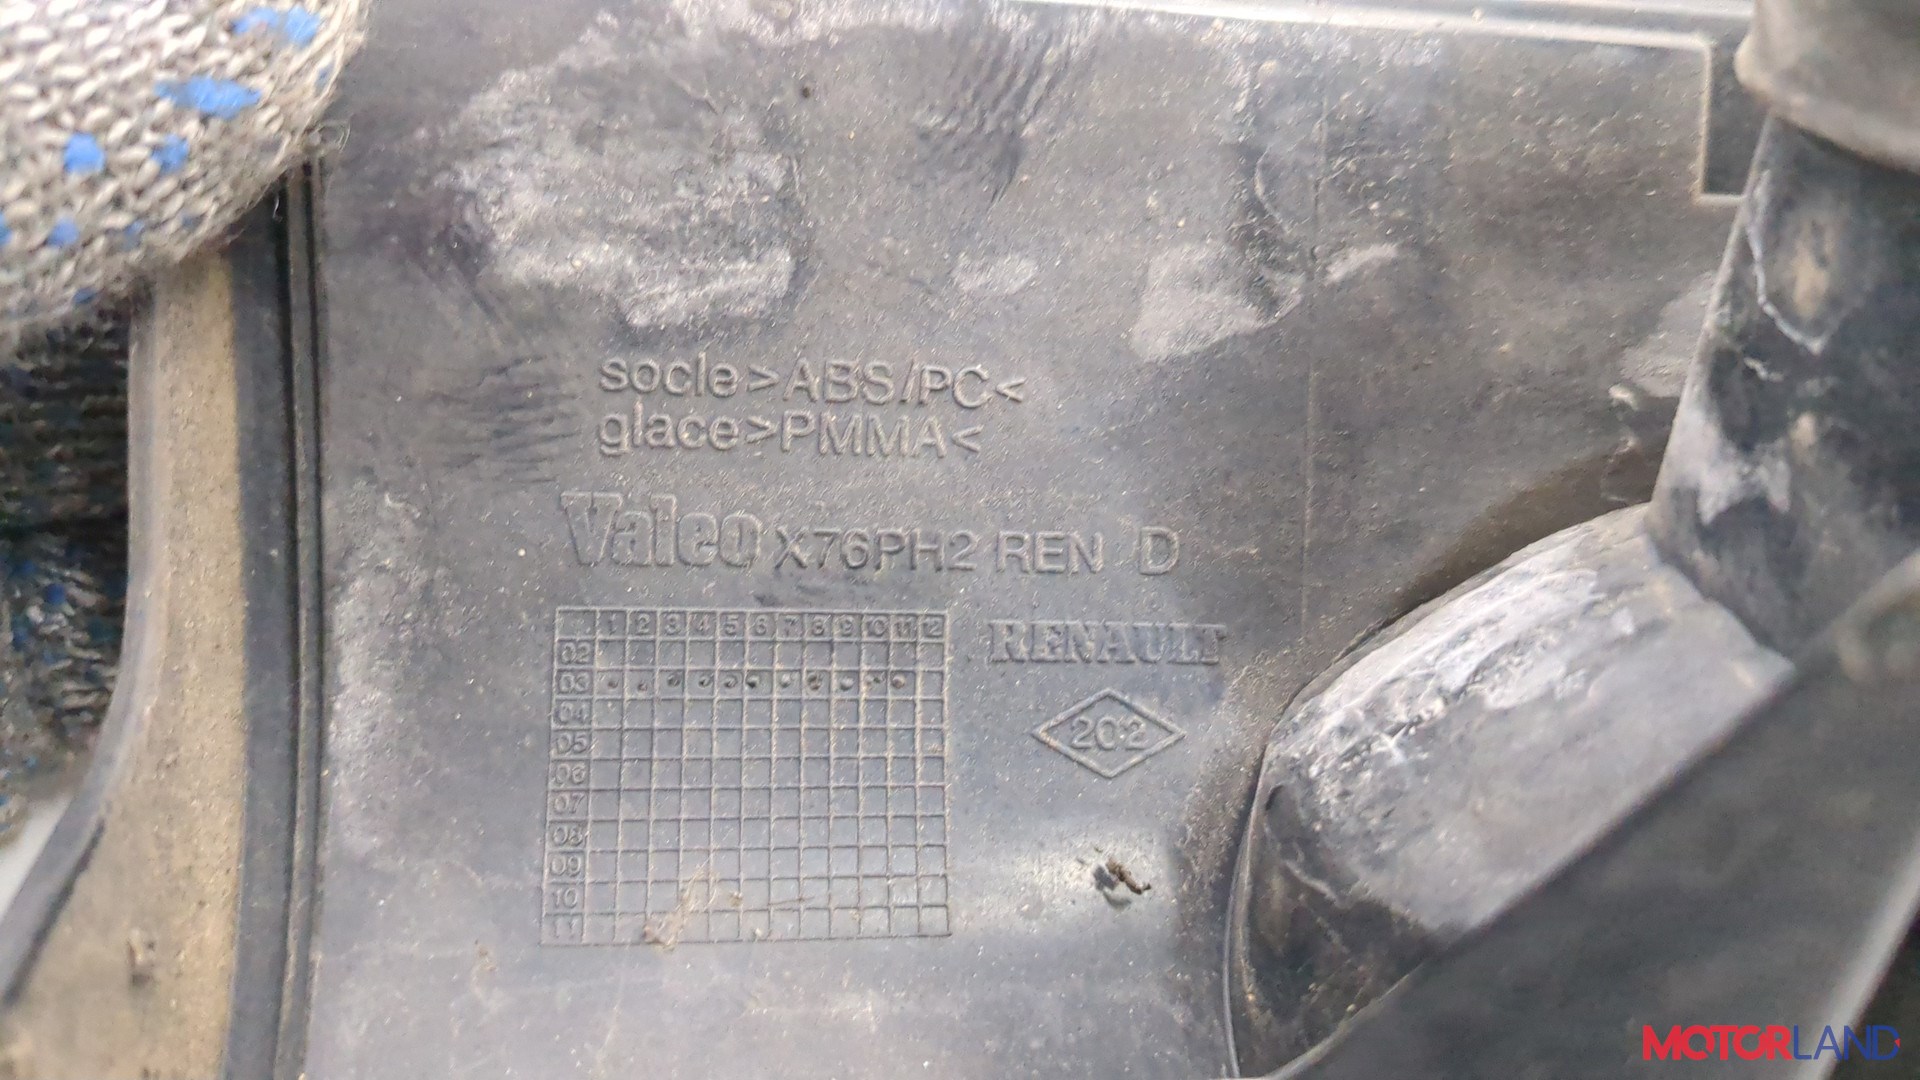 socle>ABS/PC<
glace>PMMA<
Valeo X76PH2 REN D
1 2 3 4 5 6 7 8 9 10 11 12
02
03
04
05
06
07
08
09
10
11
RENAULT
202
MOTORLAND